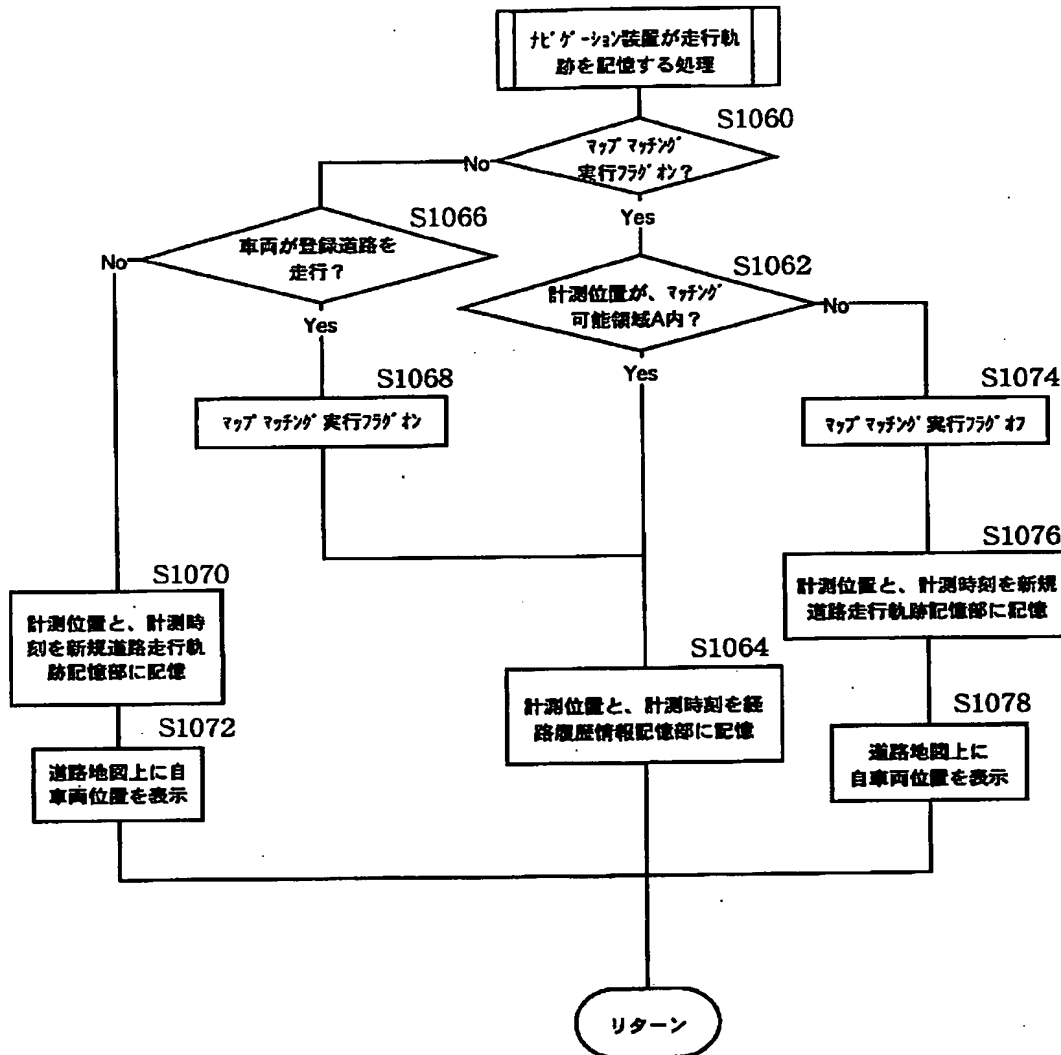 ナビゲーション装置が走行軌
跡を記憶する処理
S1060
マップマッチング
実行フラグオン?
No
Yes
S1066
車両が登録道路を
走行?
No
Yes
S1062
計測位置が、マッチング
可能領域A内?
No
Yes
S1068
マップマッチング実行フラグオン
S1074
マップマッチング実行フラグオフ
S1076
計測位置と、計測時刻を新規
道路走行軌跡記憶部に記憶
S1070
計測位置と、計測時
刻を新規道路走行軌
跡記憶部に記憶
S1064
計測位置と、計測時刻を経
路履歴情報記憶部に記憶
S1072
道路地図上に自
車両位置を表示
S1078
道路地図上に
自車両位置を表示
リターン